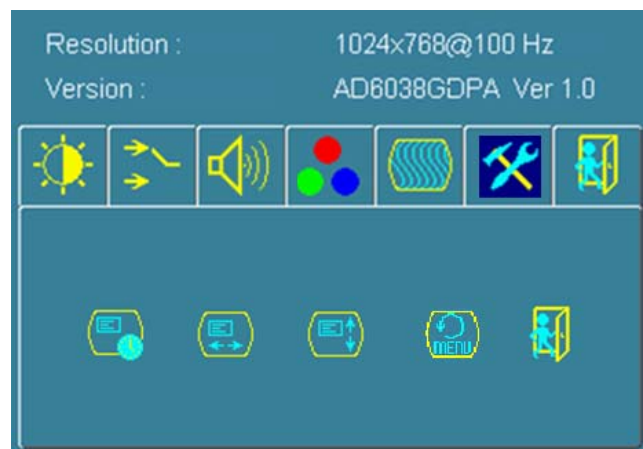 Resolution : 1024x768@100 Hz
Version : AD6038GDPA Ver 1.0
MENU